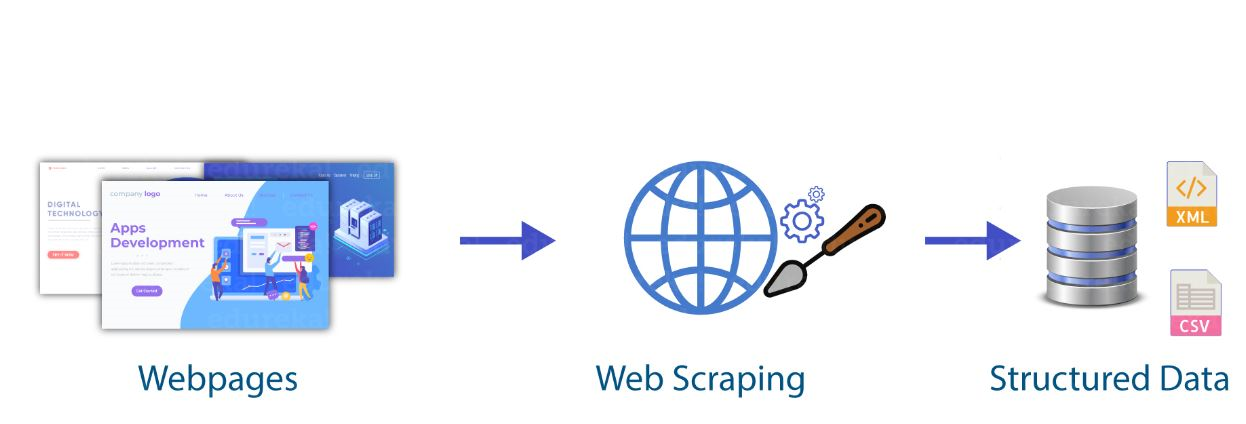 DIGITAL
TECHNOLOGY
company logo
Home
About Us
Apps
Development
Get Started
edureka!
XML
CSV
Webpages
Web Scraping
Structured Data